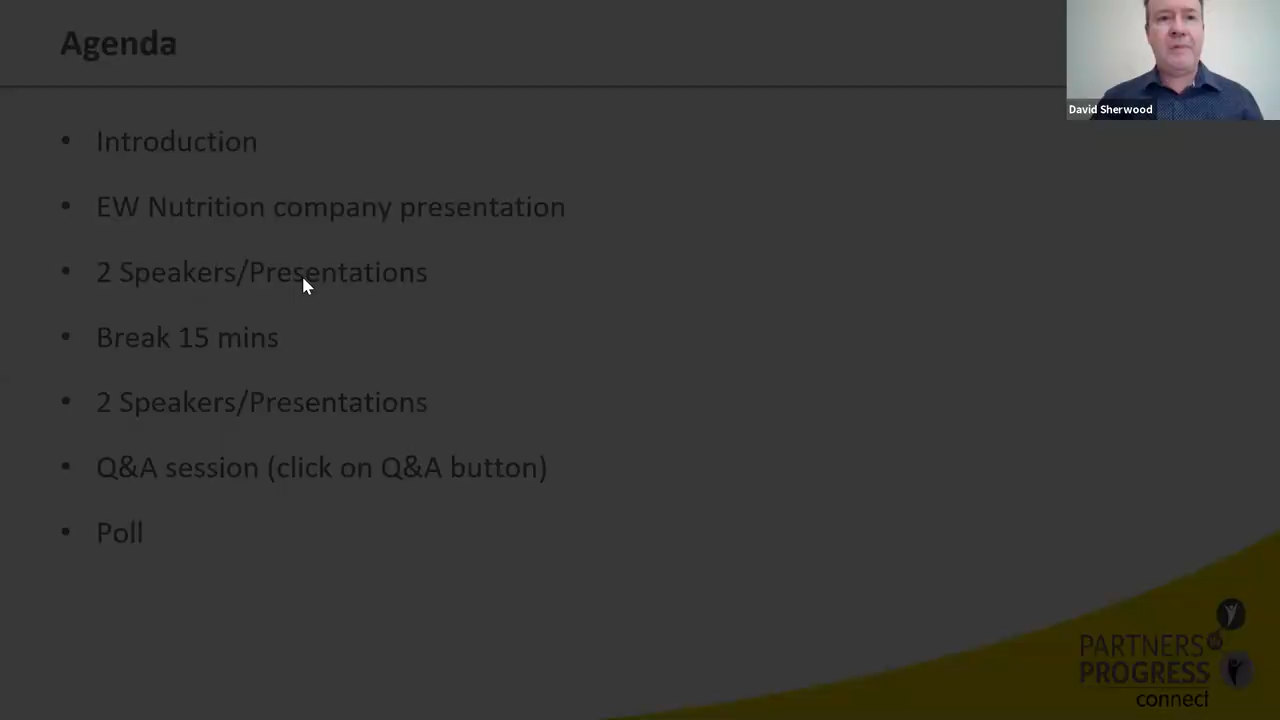 Agenda
David Sherwood
• Introduction
• EW Nutrition company presentation
• 2 Speakers/Presentations
• Break 15 mins
• 2 Speakers/Presentations
• Q&A session (click on Q&A button)
• Poll
PARTNERS IN
PROGRESS
connect